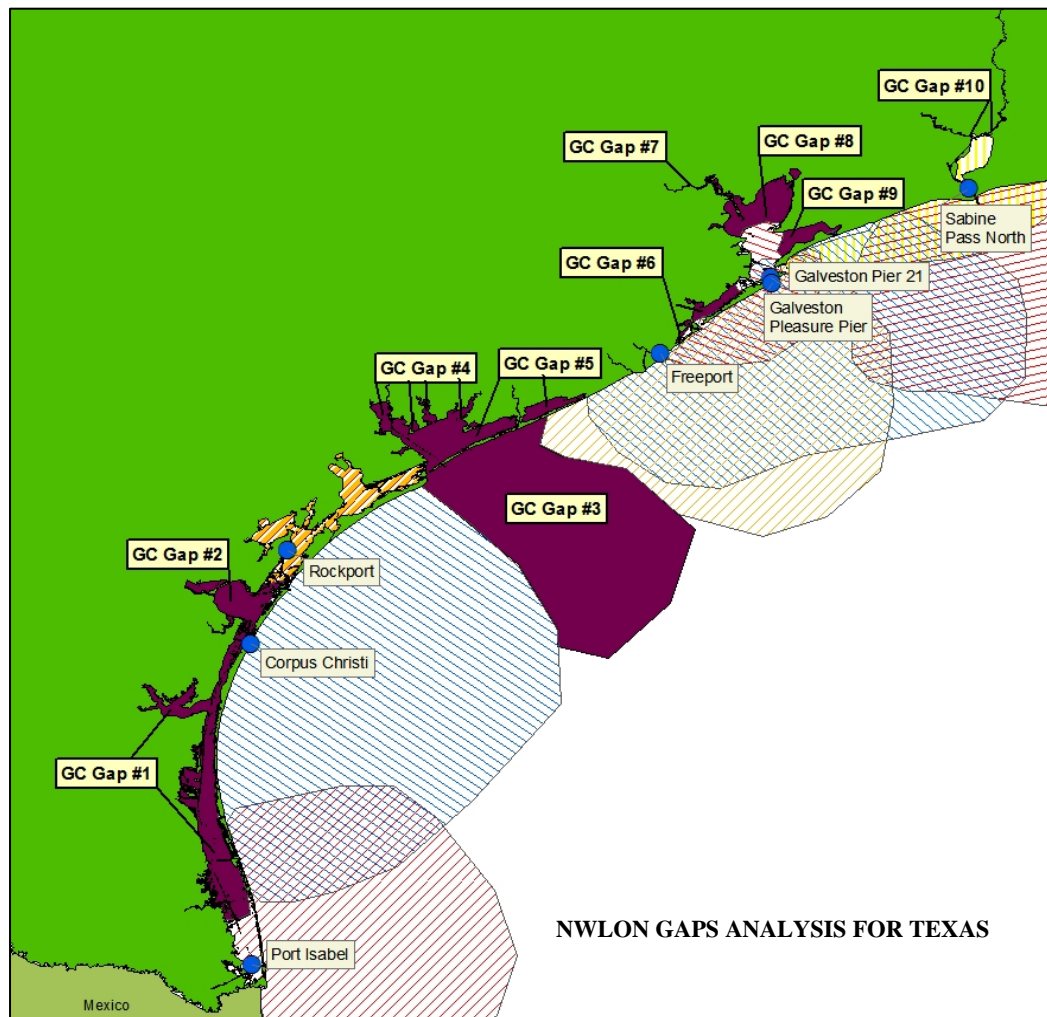 GC Gap #10
GC Gap #7
GC Gap #8
GC Gap #9
Sabine
Pass North
GC Gap #6
Galveston Pier 21
Galveston
Pleasure Pier
GC Gap #4
GC Gap #5
Freeport
GC Gap #3
GC Gap #2
Rockport
Corpus Christi
GC Gap #1
NWLON GAPS ANALYSIS FOR TEXAS
Port Isabel
Mexico